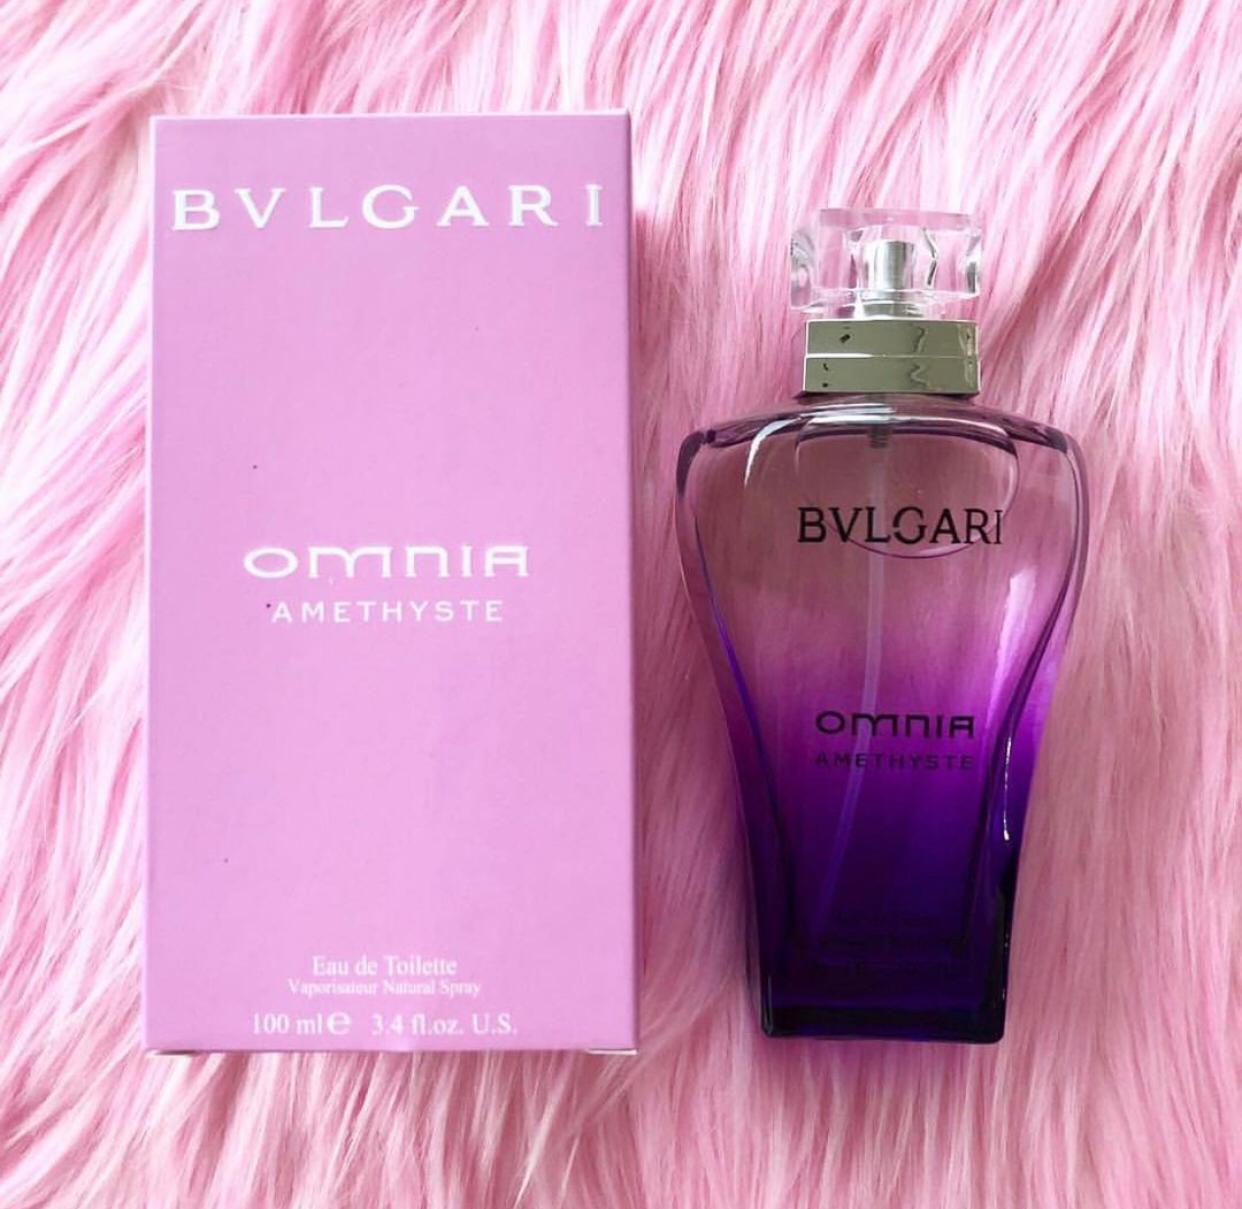 BVLGARI
OMNIA
AMETHYSTE
Eau de Toilette
Vaporisateur Natural Spray
100 ml ℮ 3.4 fl.oz. U.S.
BVLGARI
OMNIA
AMETHYSTE